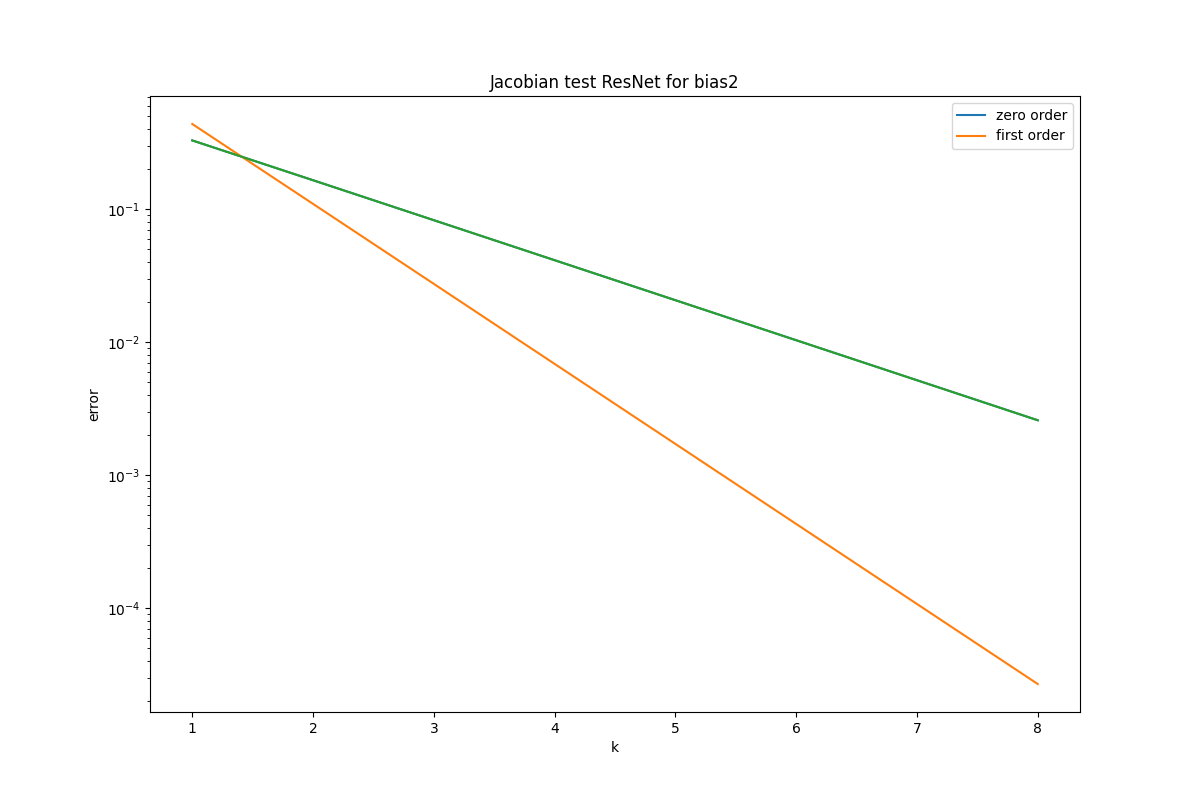 Jacobian test ResNet for bias2
zero order
first order
10⁻¹
10⁻²
10⁻³
10⁻⁴
error
1 2 3 4 5 6 7 8
k